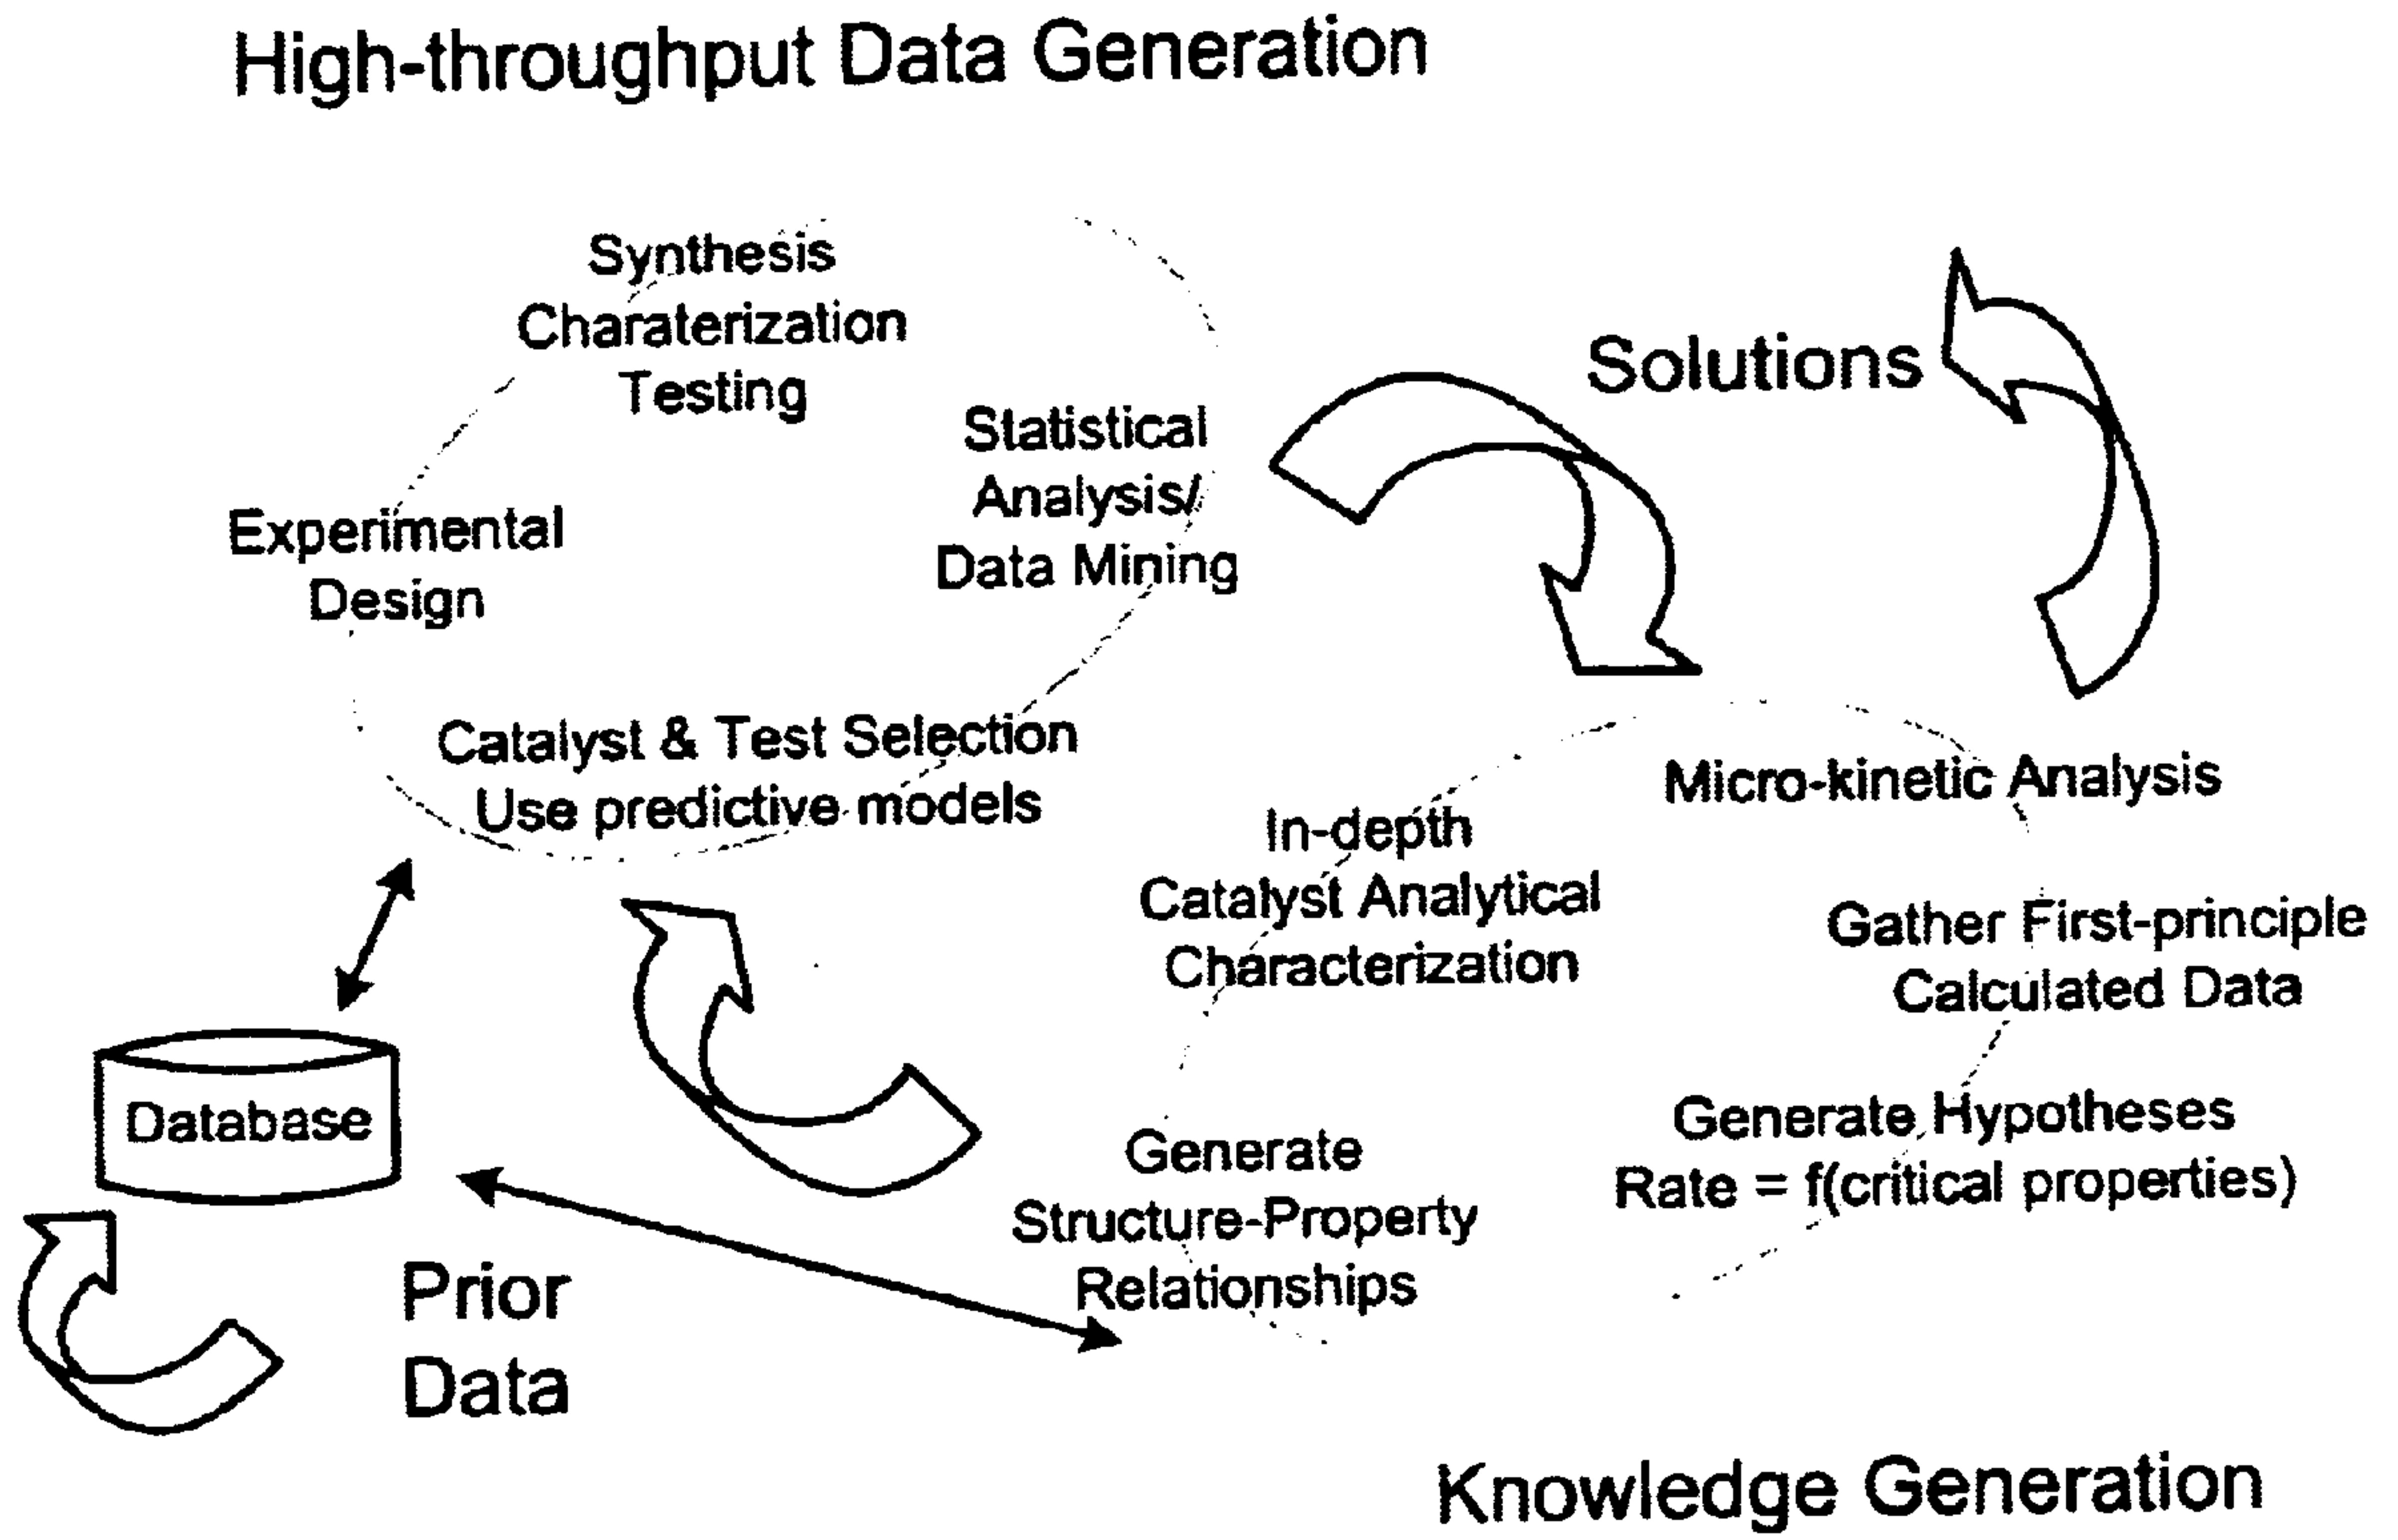 High-throughput Data Generation
Synthesis
Charaterization
Testing
Statistical
Analysis/
Data Mining
Experimental
Design
Catalyst & Test Selection
Use predictive models
Solutions
Micro-kinetic Analysis
In-depth
Catalyst Analytical
Characterization
Gather First-principle
Calculated Data
Generate Hypotheses
Rate = f(critical properties)
Generate
Structure-Property
Relationships
Database
Prior
Data
Knowledge Generation